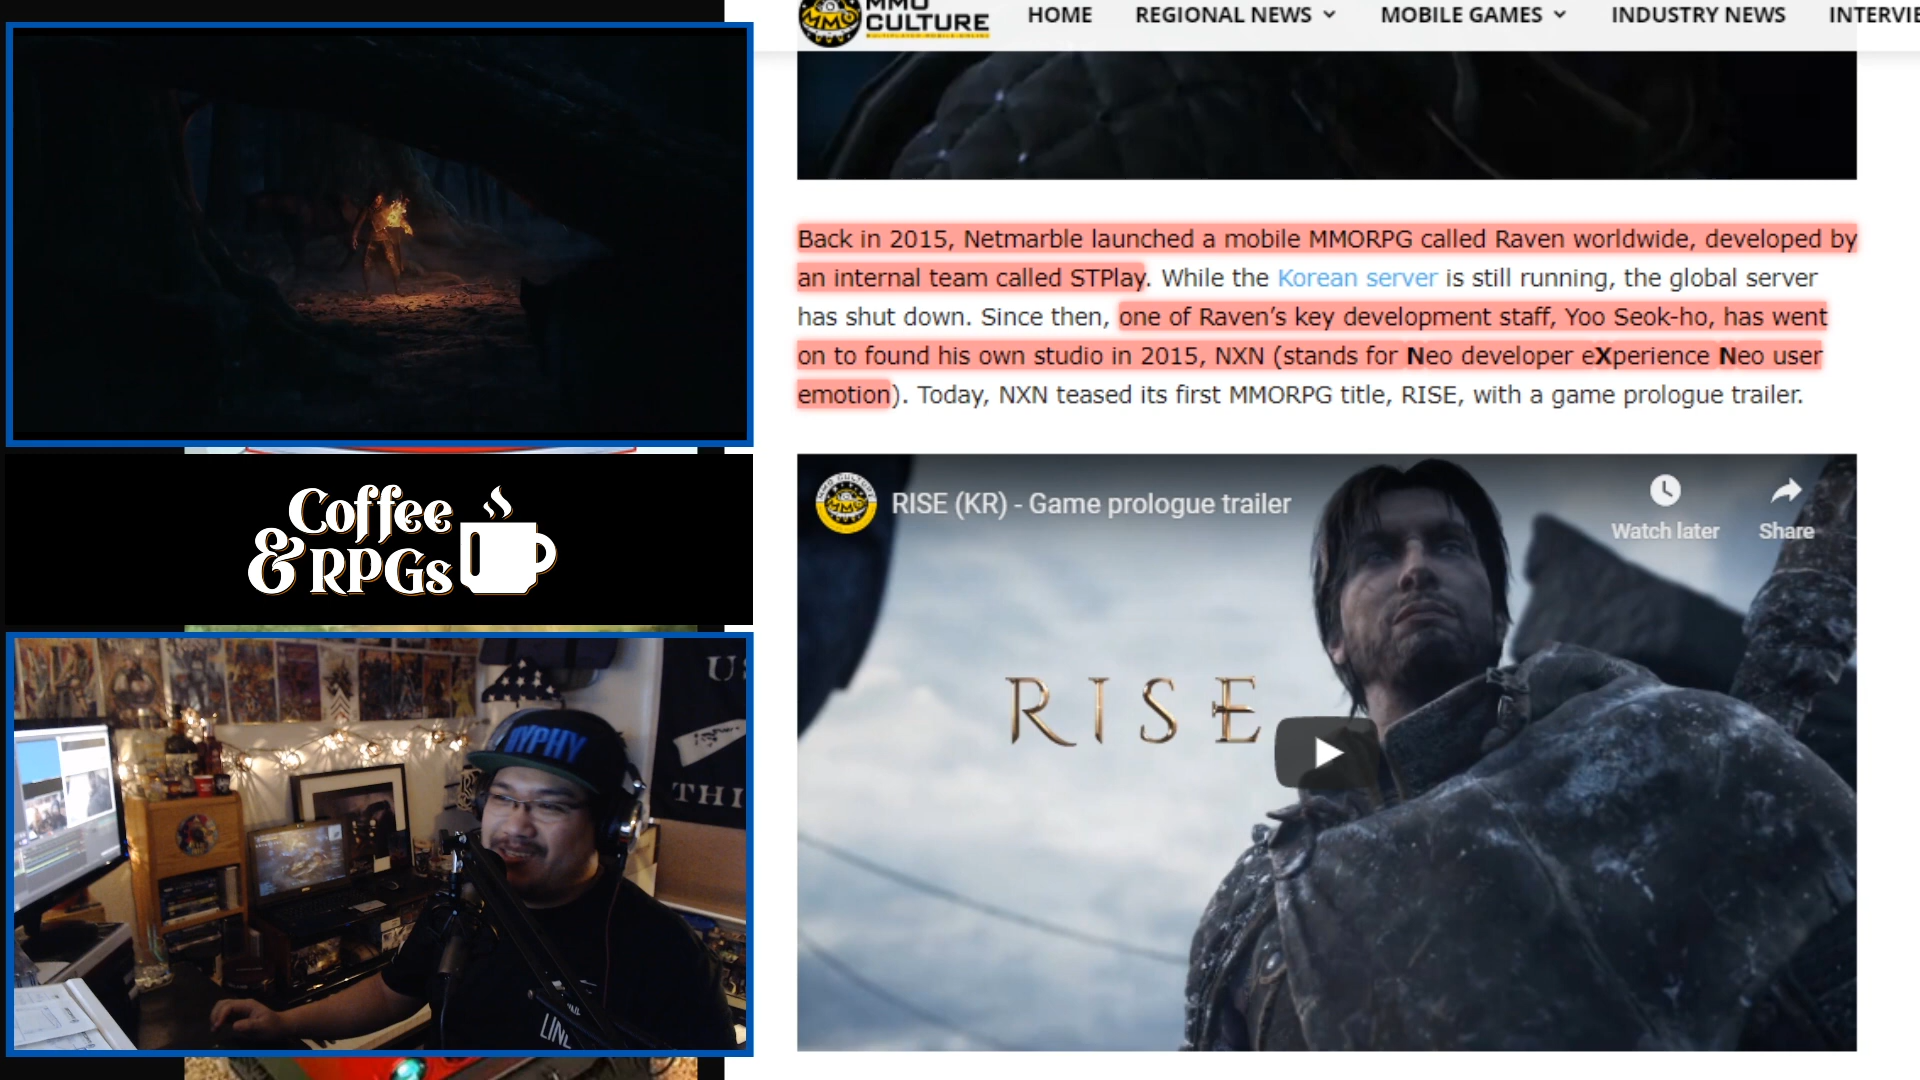 MMO
CULTURE
HOME
REGIONAL NEWS
MOBILE GAMES
INDUSTRY NEWS
Back in 2015, Netmarble launched a mobile MMORPG called Raven worldwide, developed by
an internal team called STPlay. While the Korean server is still running, the global server
has shut down. Since then, one of Raven’s key development staff, Yoo Seok-ho, has went
on to found his own studio in 2015, NXN (stands for Neo developer eXperience Neo user
emotion). Today, NXN teased its first MMORPG title, RISE, with a game prologue trailer.
RISE (KR) - Game prologue trailer
Watch later
Share
RISE
Coffee
& RPGs
HYPHY
THI